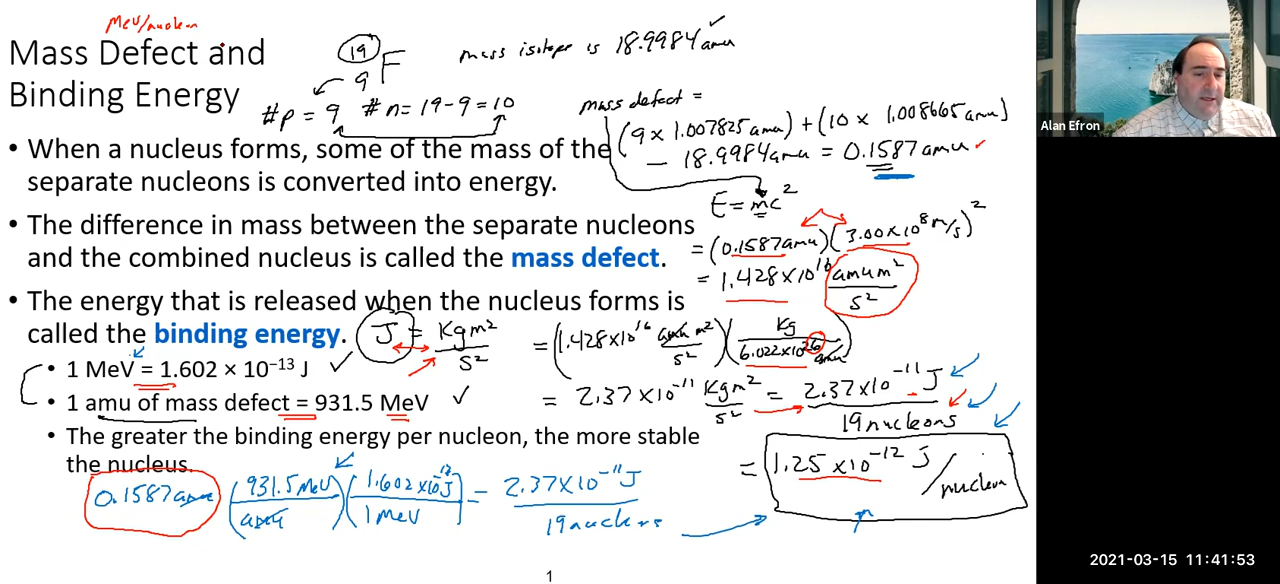 MeV/nucleon
Mass Defect and
Binding Energy
19
9 F
mass isotope is 18.9984 amu
#p = 9 #n = 19-9 = 10
mass defect =
(9 x 1.007825 amu) + (10 x 1.008665 amu)
- 18.9984 amu = 0.1587 amu
• When a nucleus forms, some of the mass of the
separate nucleons is converted into energy.
E = mc²
• The difference in mass between the separate nucleons
and the combined nucleus is called the mass defect.
= (0.1587 amu)(3.00 x 10⁸ m/s)²
= 1.428 x 10¹⁶ amu m²/s²
• The energy that is released when the nucleus forms is
called the binding energy.
J = Kg m²/s²
= (1.428 x 10¹⁶ amu m²/s²)(Kg/6.022 x 10²⁶ amu)
• 1 MeV = 1.602 × 10⁻¹³ J
= 2.37 x 10⁻¹¹ Kg m²/s² = 2.37 x 10⁻¹¹ J
19 nucleons
• 1 amu of mass defect = 931.5 MeV
• The greater the binding energy per nucleon, the more stable
the nucleus.
= 1.25 x 10⁻¹² J/nucleon
0.1587 amu (931.5 MeV/amu)(1.602 x 10⁻¹³ J/1 MeV) = 2.37 x 10⁻¹¹ J
19 nucleons
1
Alan Efron
2021-03-15 11:41:53